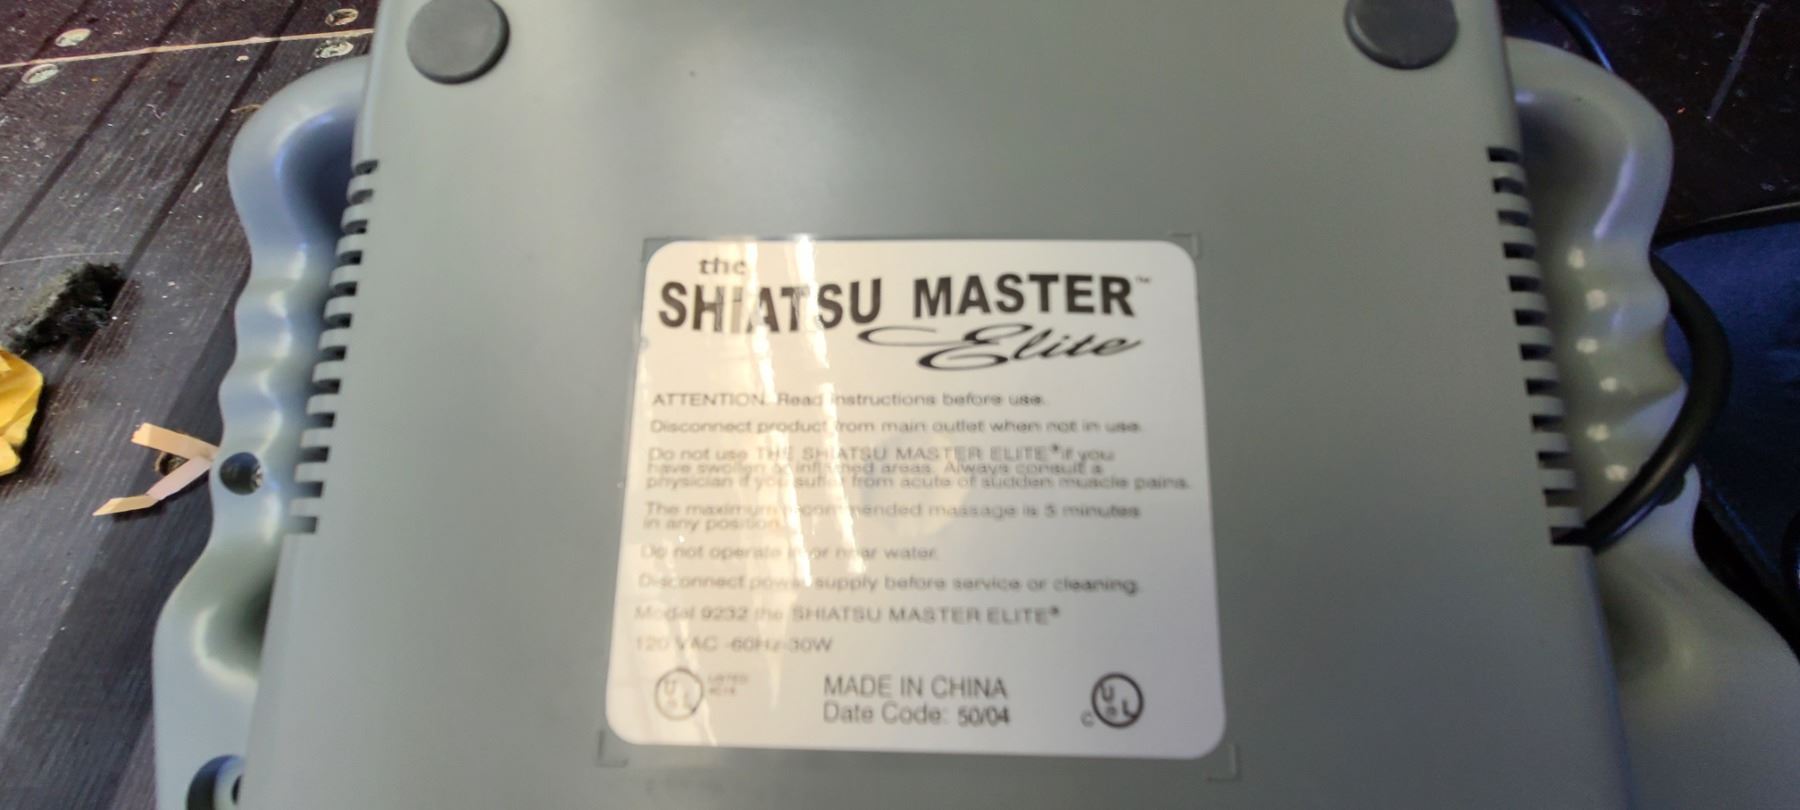 the
SHIATSU MASTER™
Elite
ATTENTION: Read instructions before use.
Disconnect product from main outlet when not in use.
Do not use THE SHIATSU MASTER ELITE® if you
have swollen or inflamed areas. Always consult a
physician if you suffer from acute of sudden muscle pains.
The maximum recommended massage is 5 minutes
in any position.
Do not operate in or near water.
Disconnect power supply before service or cleaning.
Model 9232 the SHIATSU MASTER ELITE®
120 VAC -60Hz-30W
UL LISTED
MADE IN CHINA
Date Code: 50/04
C UL